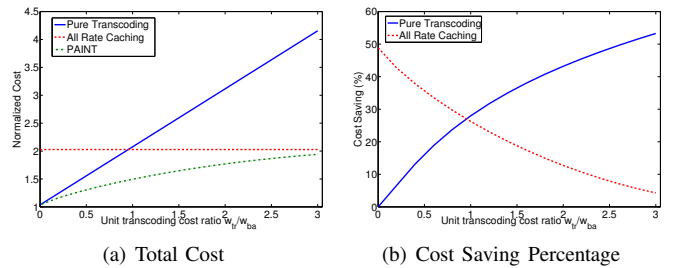 4.5
4
3.5
3
2.5
2
1.5
1
Normalized Cost
Pure Transcoding
All Rate Caching
PAINT
0 0.5 1 1.5 2 2.5 3
Unit transcoding cost ratio w_tr/w_ba
(a) Total Cost
60
50
40
30
20
10
0
Cost Saving (%)
Pure Transcoding
All Rate Caching
0 0.5 1 1.5 2 2.5 3
Unit transcoding cost ratio w_tr/w_ba
(b) Cost Saving Percentage